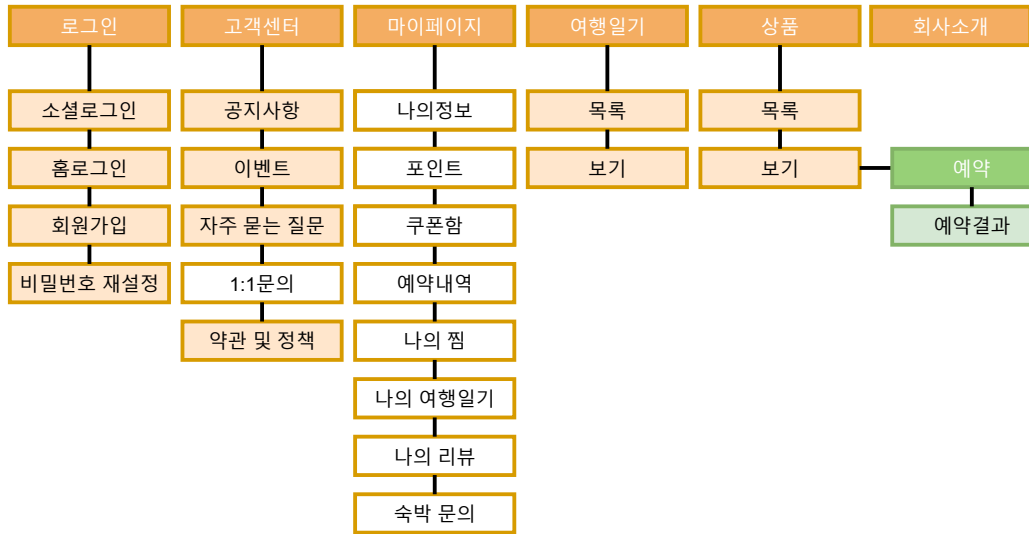 로그인
고객센터
마이페이지
여행일기
상품
회사소개
소셜로그인
홈로그인
회원가입
비밀번호 재설정
공지사항
이벤트
자주 묻는 질문
1:1문의
약관 및 정책
나의정보
포인트
쿠폰함
예약내역
나의 찜
나의 여행일기
나의 리뷰
숙박 문의
목록
보기
목록
보기
예약
예약결과